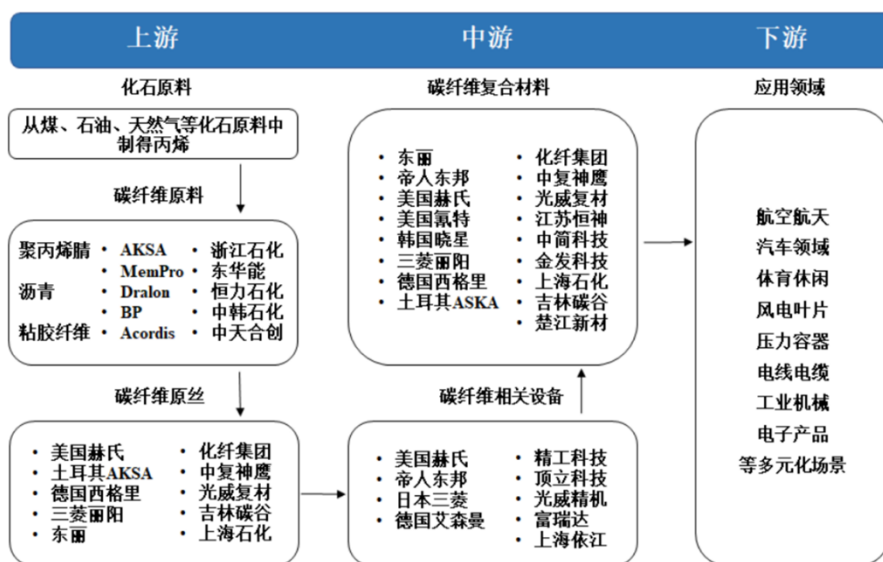 上游
中游
下游
化石原料
从煤、石油、天然气等化石原料中
制得丙烯
碳纤维原料
聚丙烯腈
沥青
粘胶纤维
• AKSA
• MemPro
• Dralon
• BP
• Acordis
• 浙江石化
• 东华能
• 恒力石化
• 中韩石化
• 中天合创
碳纤维原丝
• 美国赫氏
• 土耳其AKSA
• 德国西格里
• 三菱丽阳
• 东丽
• 化纤集团
• 中复神鹰
• 光威复材
• 吉林碳谷
• 上海石化
碳纤维复合材料
• 东丽
• 帝人东邦
• 美国赫氏
• 美国氰特
• 韩国晓星
• 三菱丽阳
• 德国西格里
• 土耳其ASKA
• 化纤集团
• 中复神鹰
• 光威复材
• 江苏恒神
• 中简科技
• 金发科技
• 上海石化
• 吉林碳谷
• 楚江新材
碳纤维相关设备
• 美国赫氏
• 帝人东邦
• 日本三菱
• 德国艾森曼
• 精工科技
• 顶立科技
• 光威精机
• 富瑞达
• 上海依江
应用领域
航空航天
汽车领域
体育休闲
风电叶片
压力容器
电线电缆
工业机械
电子产品
等多元化场景